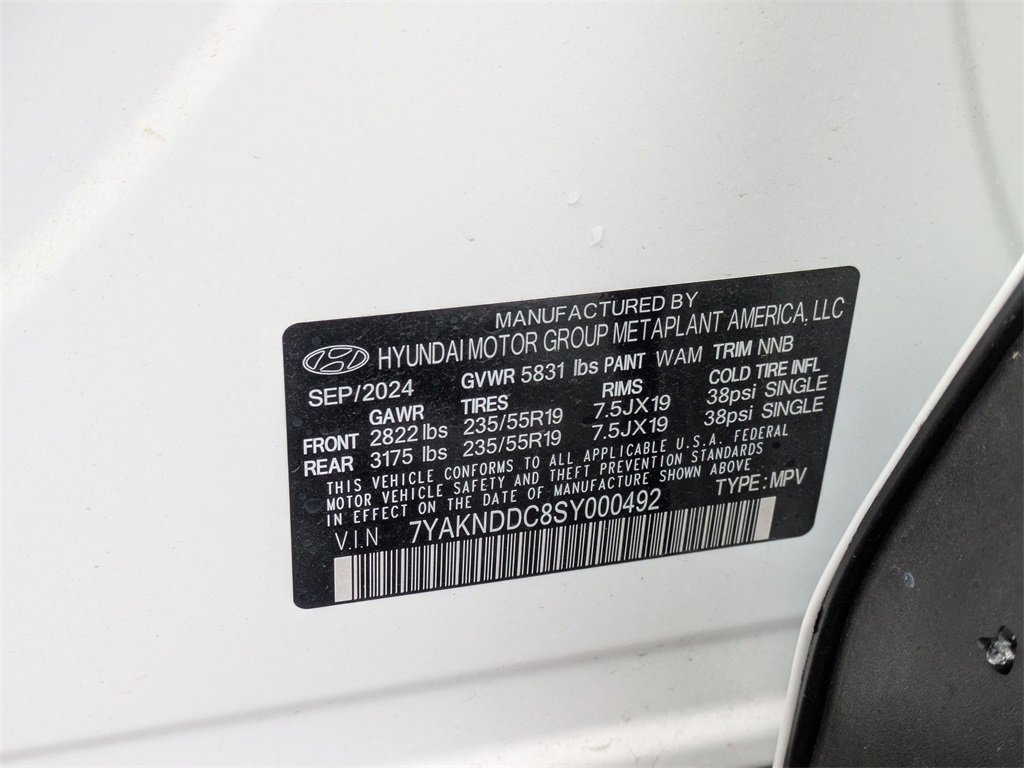 MANUFACTURED BY
HYUNDAI MOTOR GROUP METAPLANT AMERICA, LLC
SEP/2024 GVWR 5831 lbs PAINT WAM TRIM NNB
GAWR TIRES RIMS COLD TIRE INFL
FRONT 2822 lbs 235/55R19 7.5JX19 38psi SINGLE
REAR 3175 lbs 235/55R19 7.5JX19 38psi SINGLE
THIS VEHICLE CONFORMS TO ALL APPLICABLE U.S.A. FEDERAL
MOTOR VEHICLE SAFETY AND THEFT PREVENTION STANDARDS
IN EFFECT ON THE DATE OF MANUFACTURE SHOWN ABOVE
V.I.N 7YAKNDDC8SY000492 TYPE : MPV